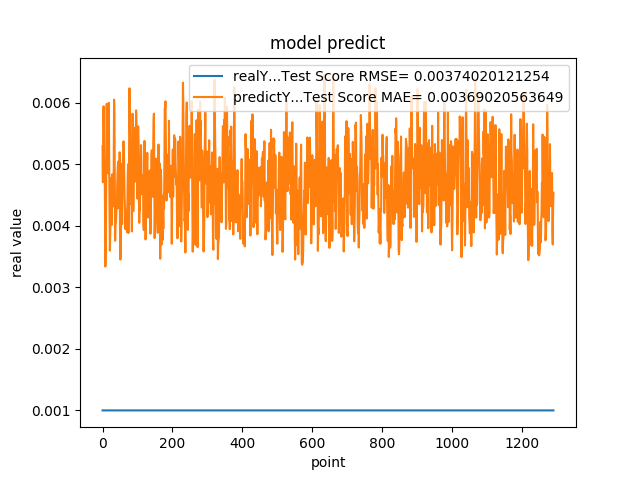 model predict
realY...Test Score RMSE= 0.00374020121254
predictY...Test Score MAE= 0.00369020563649
0.006
0.005
0.004
0.003
0.002
0.001
real value
0 200 400 600 800 1000 1200
point